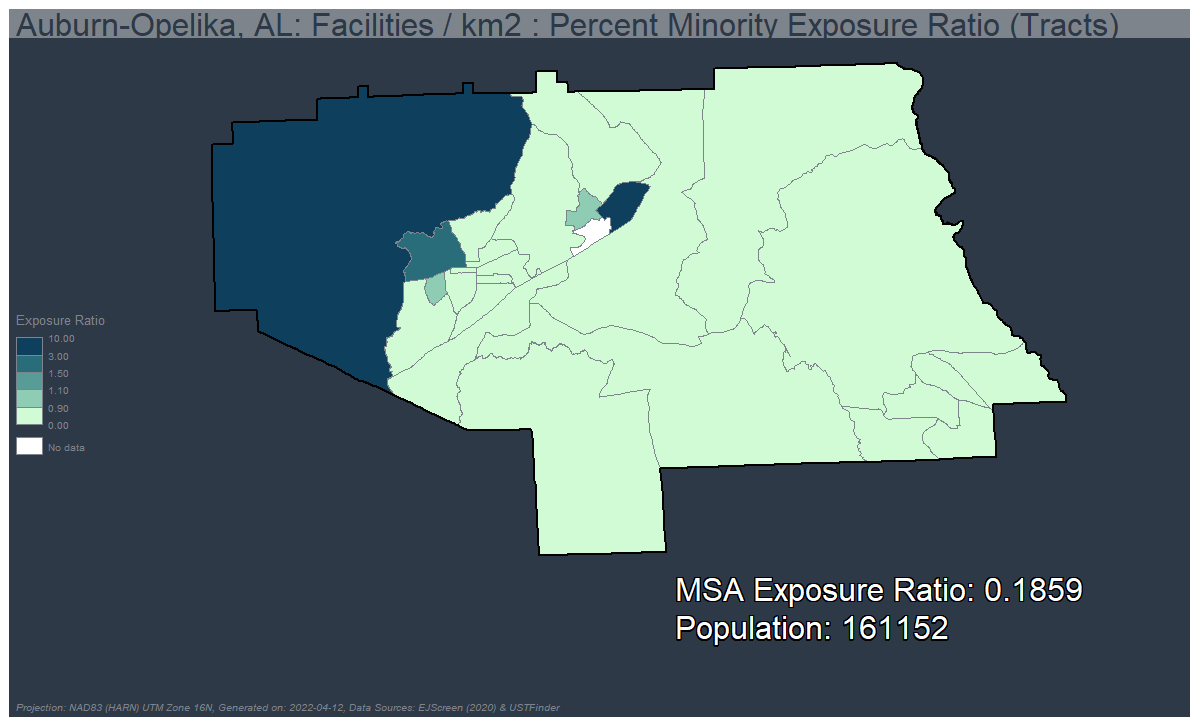 Auburn-Opelika, AL: Facilities / km2 : Percent Minority Exposure Ratio (Tracts)
Exposure Ratio
10.00
3.00
1.50
1.10
0.90
0.00
No data
MSA Exposure Ratio: 0.1859
Population: 161152
Projection: NAD83 (HARN) UTM Zone 16N, Generated on: 2022-04-12, Data Sources: EJScreen (2020) & USTFinder